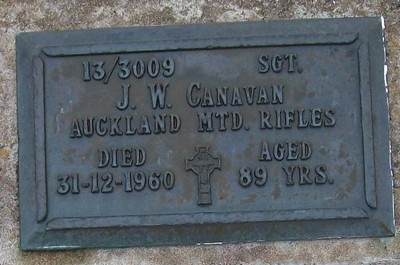 13/3009 SGT.
J. W. CANAVAN
AUCKLAND MTD. RIFLES
DIED AGED
31-12-1960 89 YRS.